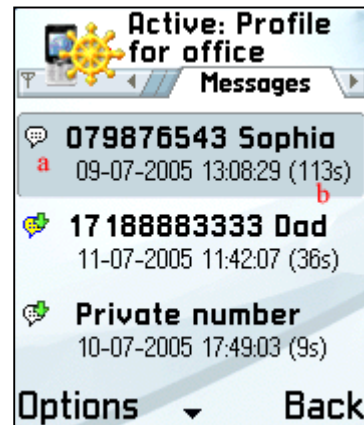 Active: Profile
for office
Messages
079876543 Sophia
a
09-07-2005 13:08:29 (113s)
b
17188883333 Dad
11-07-2005 11:42:07 (36s)
Private number
10-07-2005 17:49:03 (9s)
Options Back